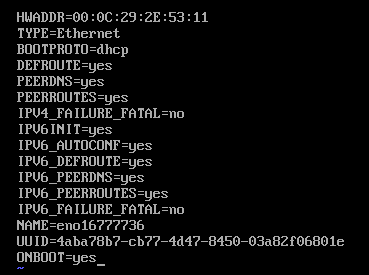 HWADDR=00:0C:29:2E:53:11
TYPE=Ethernet
BOOTPROTO=dhcp
DEFROUTE=yes
PEERDNS=yes
PEERROUTES=yes
IPV4_FAILURE_FATAL=no
IPV6INIT=yes
IPV6_AUTOCONF=yes
IPV6_DEFROUTE=yes
IPV6_PEERDNS=yes
IPV6_PEERROUTES=yes
IPV6_FAILURE_FATAL=no
NAME=eno16777736
UUID=4aba78b7-cb77-4d47-8450-03a82f06801e
ONBOOT=yes
~